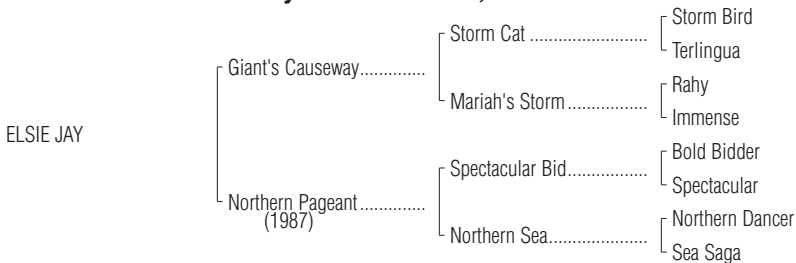 Storm Bird
Storm Cat ........................
Terlingua
Giant's Causeway..............
Rahy
Mariah's Storm.................
Immense
ELSIE JAY
Bold Bidder
Spectacular Bid.................
Spectacular
Northern Pageant..............
(1987)
Northern Dancer
Northern Sea.....................
Sea Saga